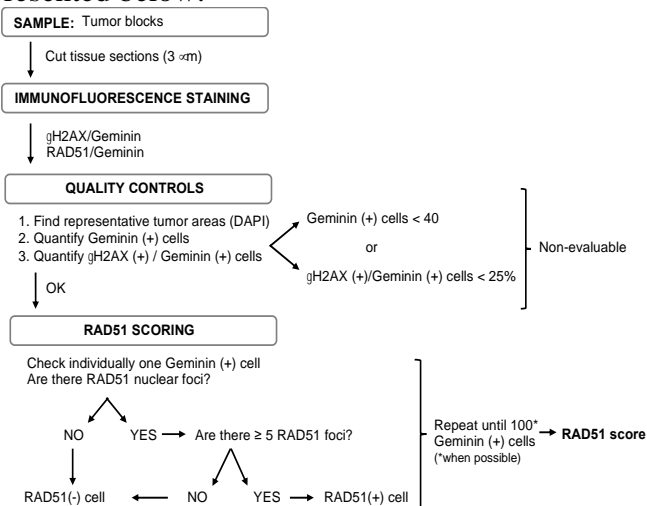 SAMPLE: Tumor blocks
Cut tissue sections (3 ∝m)
IMMUNOFLUORESCENCE STAINING
gH2AX/Geminin
RAD51/Geminin
QUALITY CONTROLS
1. Find representative tumor areas (DAPI)
2. Quantify Geminin (+) cells
3. Quantify gH2AX (+) / Geminin (+) cells
Geminin (+) cells < 40
or
gH2AX (+)/Geminin (+) cells < 25%
Non-evaluable
OK
RAD51 SCORING
Check individually one Geminin (+) cell
Are there RAD51 nuclear foci?
NO
YES
Are there ≥ 5 RAD51 foci?
RAD51(-) cell
NO
YES
RAD51(+) cell
Repeat until 100*
Geminin (+) cells
(*when possible)
RAD51 score